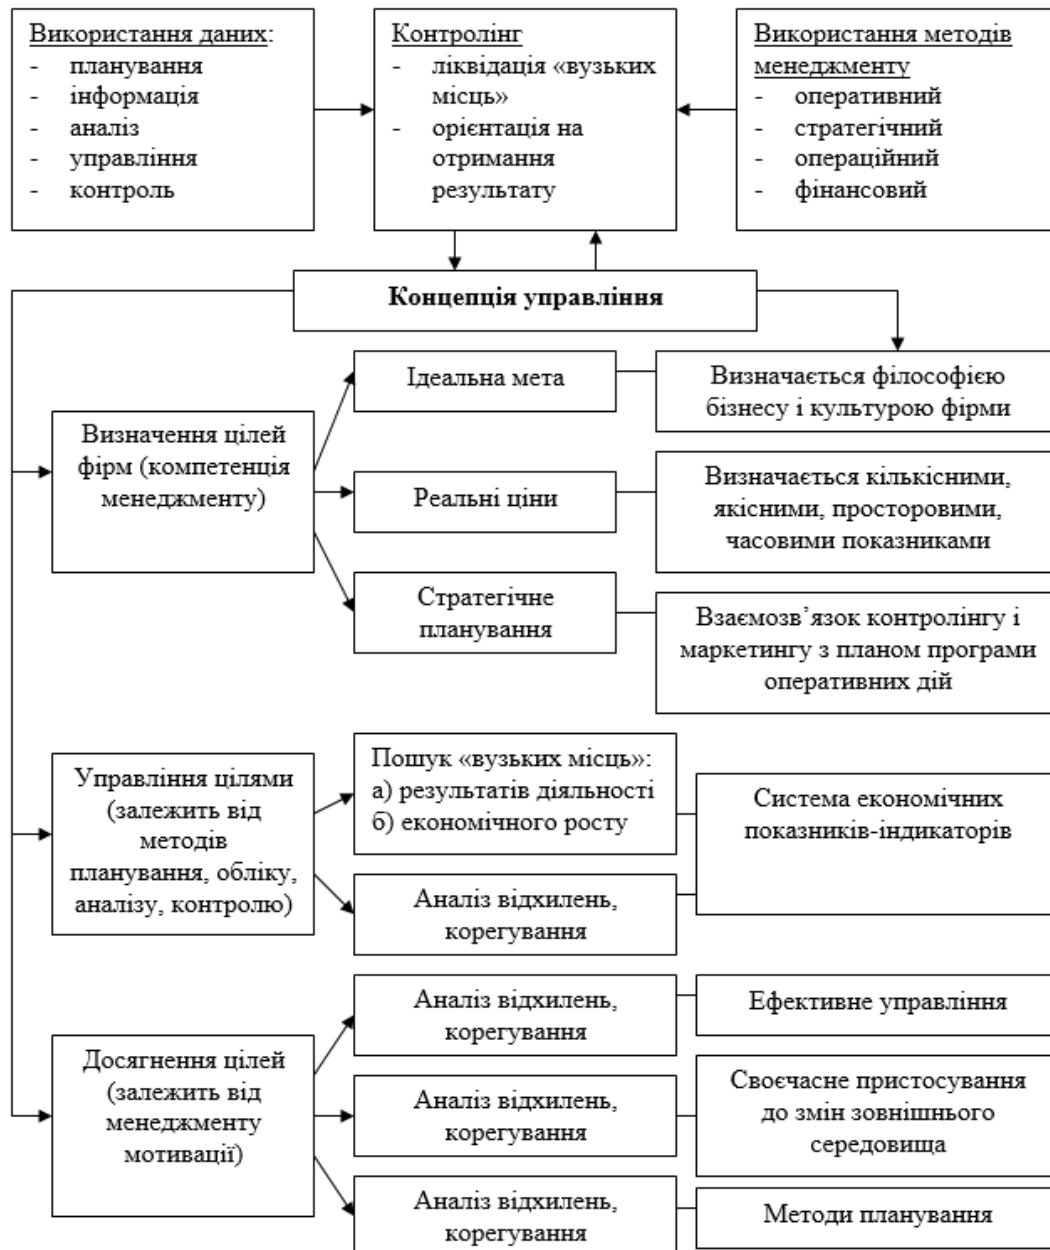 Використання даних:
- планування
- інформація
- аналіз
- управління
- контроль
Контролінг
- ліквідація «вузьких
місць»
- орієнтація на
отримання
результату
Використання методів
менеджменту
- оперативний
- стратегічний
- операційний
- фінансовий
Концепція управління
Визначення цілей
фірм (компетенція
менеджменту)
Ідеальна мета
Визначається філософією
бізнесу і культурою фірми
Реальні ціни
Визначається кількісними,
якісними, просторовими,
часовими показниками
Стратегічне
планування
Взаємозв’язок контролінгу і
маркетингу з планом програми
оперативних дій
Управління цілями
(залежить від
методів
планування, обліку,
аналізу, контролю)
Пошук «вузьких місць»:
а) результатів діяльності
б) економічного росту
Система економічних
показників-індикаторів
Аналіз відхилень,
корегування
Досягнення цілей
(залежить від
менеджменту
мотивації)
Аналіз відхилень,
корегування
Ефективне управління
Аналіз відхилень,
корегування
Своєчасне пристосування
до змін зовнішнього
середовища
Аналіз відхилень,
корегування
Методи планування